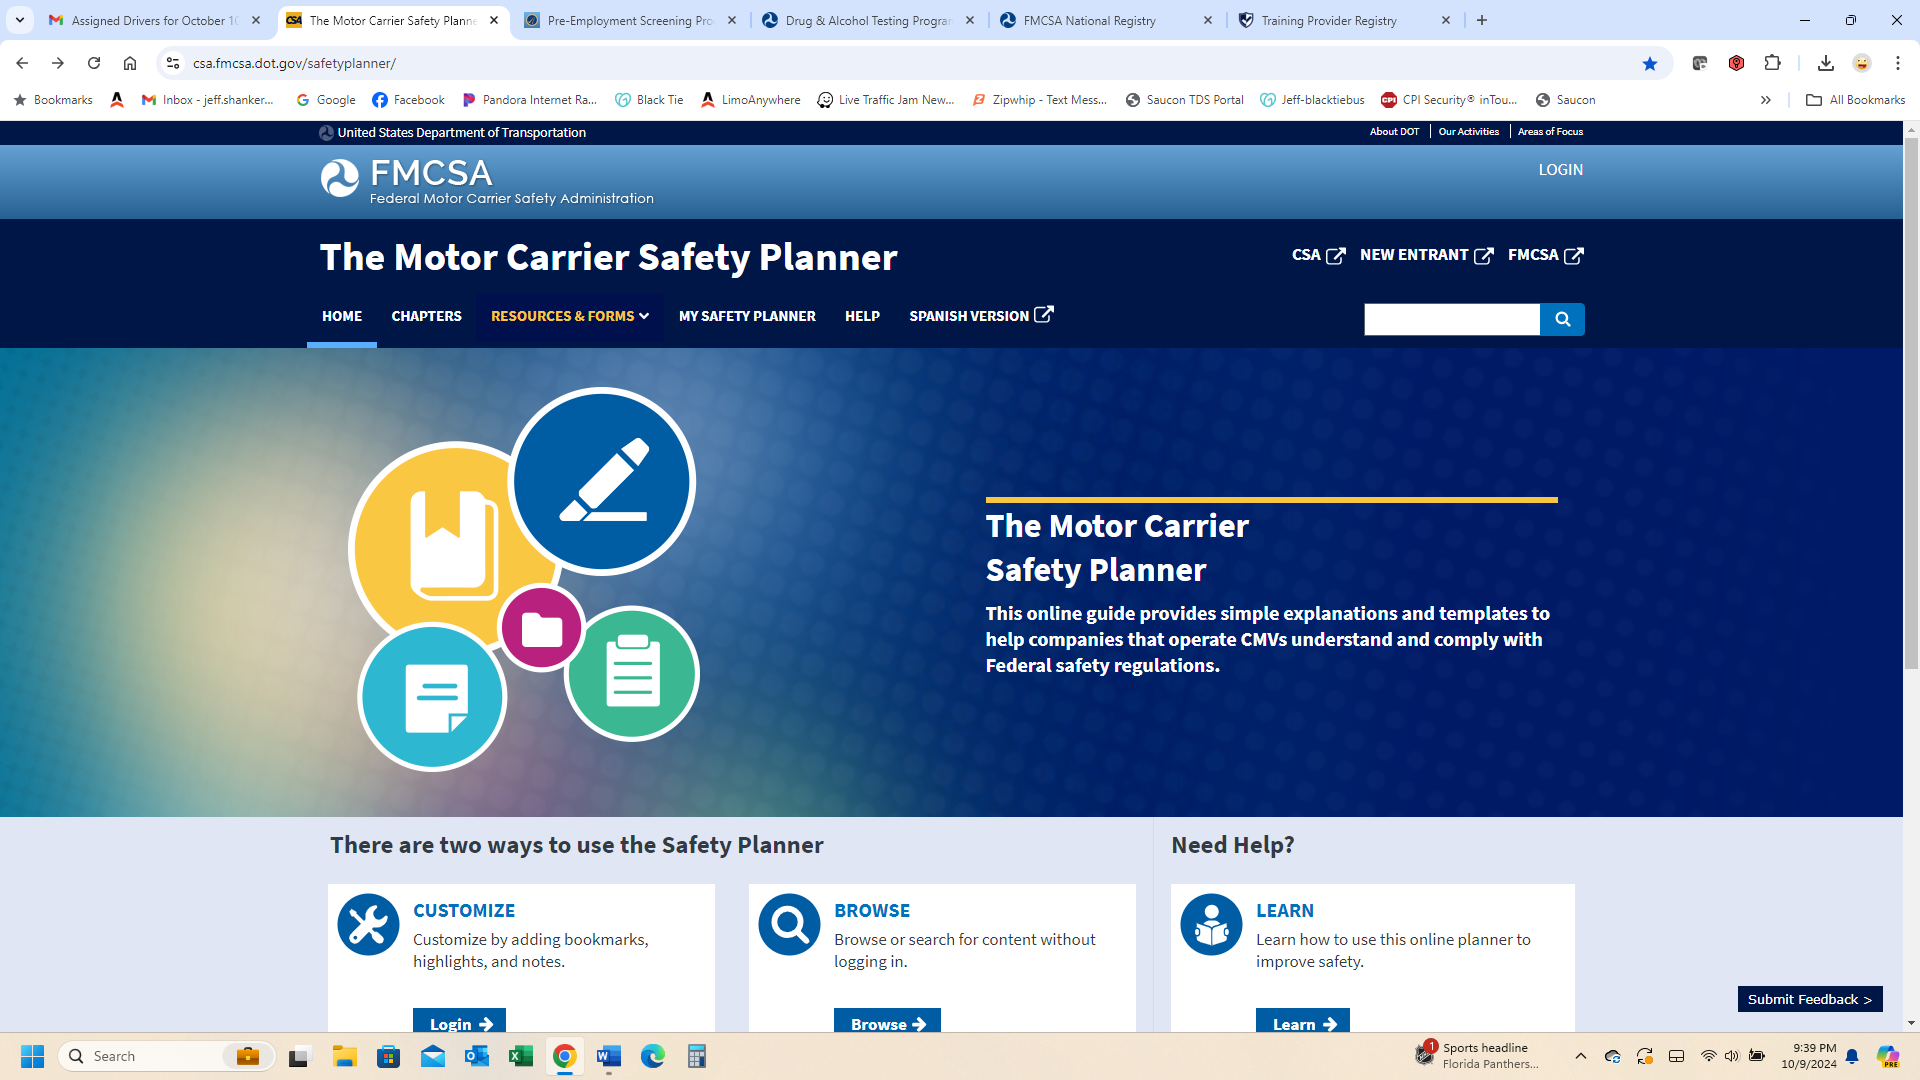 Assigned Drivers for October 10
The Motor Carrier Safety Planne
Pre-Employment Screening Pro
Drug & Alcohol Testing Program
FMCSA National Registry
Training Provider Registry
csa.fmcsa.dot.gov/safetyplanner/
Bookmarks
Inbox - jeff.shanker...
Google
Facebook
Pandora Internet Ra...
Black Tie
LimoAnywhere
Live Traffic Jam New...
Zipwhip - Text Mess...
Saucon TDS Portal
Jeff-blacktiebus
CPI Security® inTou...
Saucon
All Bookmarks
United States Department of Transportation
About DOT
Our Activities
Areas of Focus
FMCSA
Federal Motor Carrier Safety Administration
LOGIN
The Motor Carrier Safety Planner
CSA
NEW ENTRANT
FMCSA
HOME
CHAPTERS
RESOURCES & FORMS
MY SAFETY PLANNER
HELP
SPANISH VERSION
The Motor Carrier
Safety Planner
This online guide provides simple explanations and templates to
help companies that operate CMVs understand and comply with
Federal safety regulations.
There are two ways to use the Safety Planner
Need Help?
CUSTOMIZE
Customize by adding bookmarks,
highlights, and notes.
Login
BROWSE
Browse or search for content without
logging in.
Browse
LEARN
Learn how to use this online planner to
improve safety.
Learn
Submit Feedback >
Search
1
Sports headline
Florida Panthers...
9:39 PM
10/9/2024